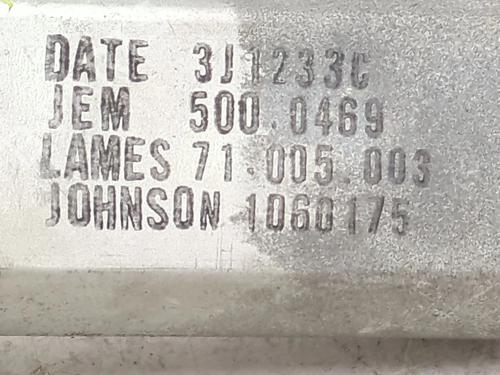 DATE 3J1233C
JEM 500.0469
LAMES 71.005.003
JOHNSON 1060175